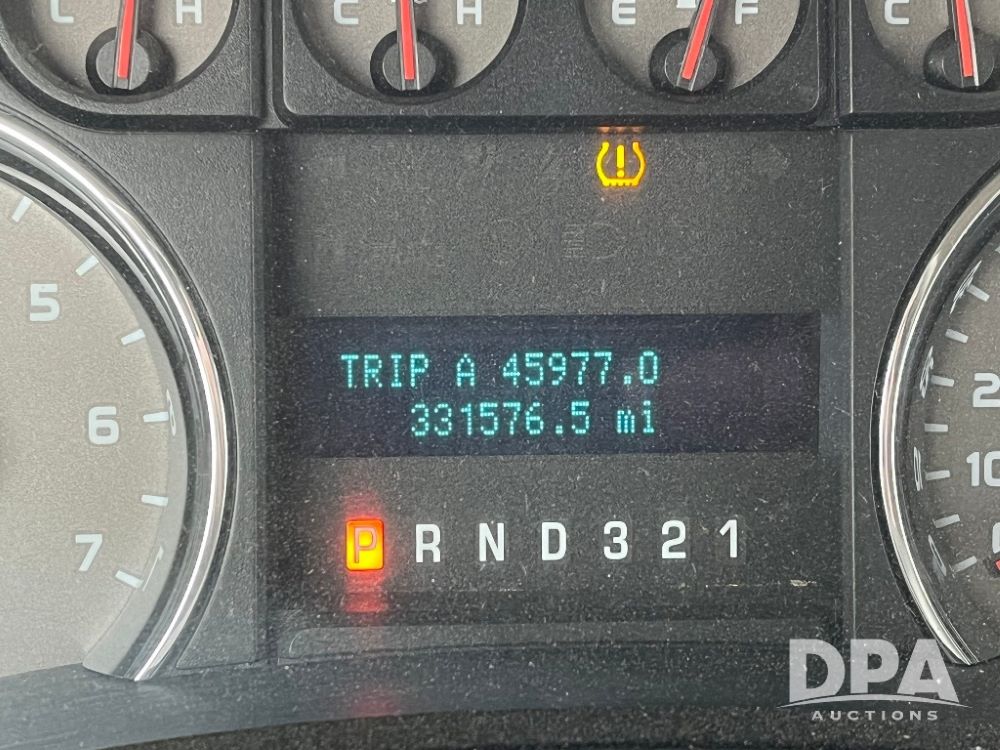 L H C H E F C
5
TRIP A 45977.0
6
331576.5 mi
2
10
7
P R N D 3 2 1
DPA
AUCTIONS